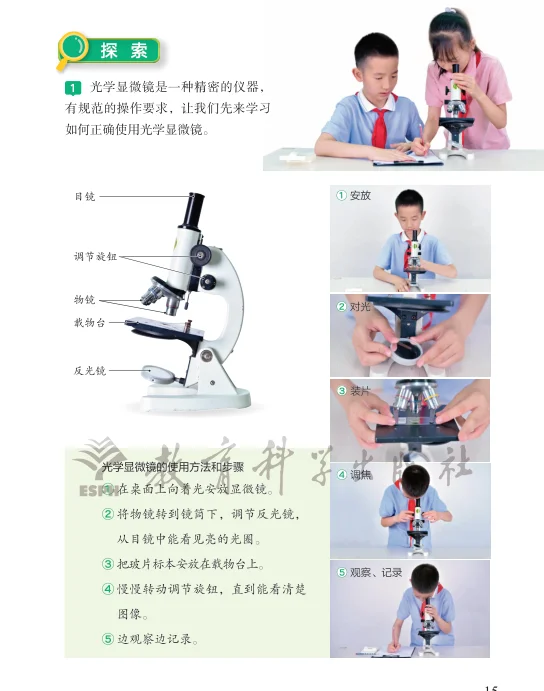 探索
1 光学显微镜是一种精密的仪器，
有规范的操作要求，让我们先来学习
如何正确使用光学显微镜。
目镜
调节旋钮
物镜
载物台
反光镜
① 安放
② 对光
③ 装片
④ 调焦
⑤ 观察、记录
教育科学出版社
ESPH
光学显微镜的使用方法和步骤
① 在桌面上向着光安放显微镜。
② 将物镜转到镜筒下，调节反光镜，
从目镜中能看见亮的光圈。
③ 把玻片标本安放在载物台上。
④ 慢慢转动调节旋钮，直到能看清楚
图像。
⑤ 边观察边记录。
15